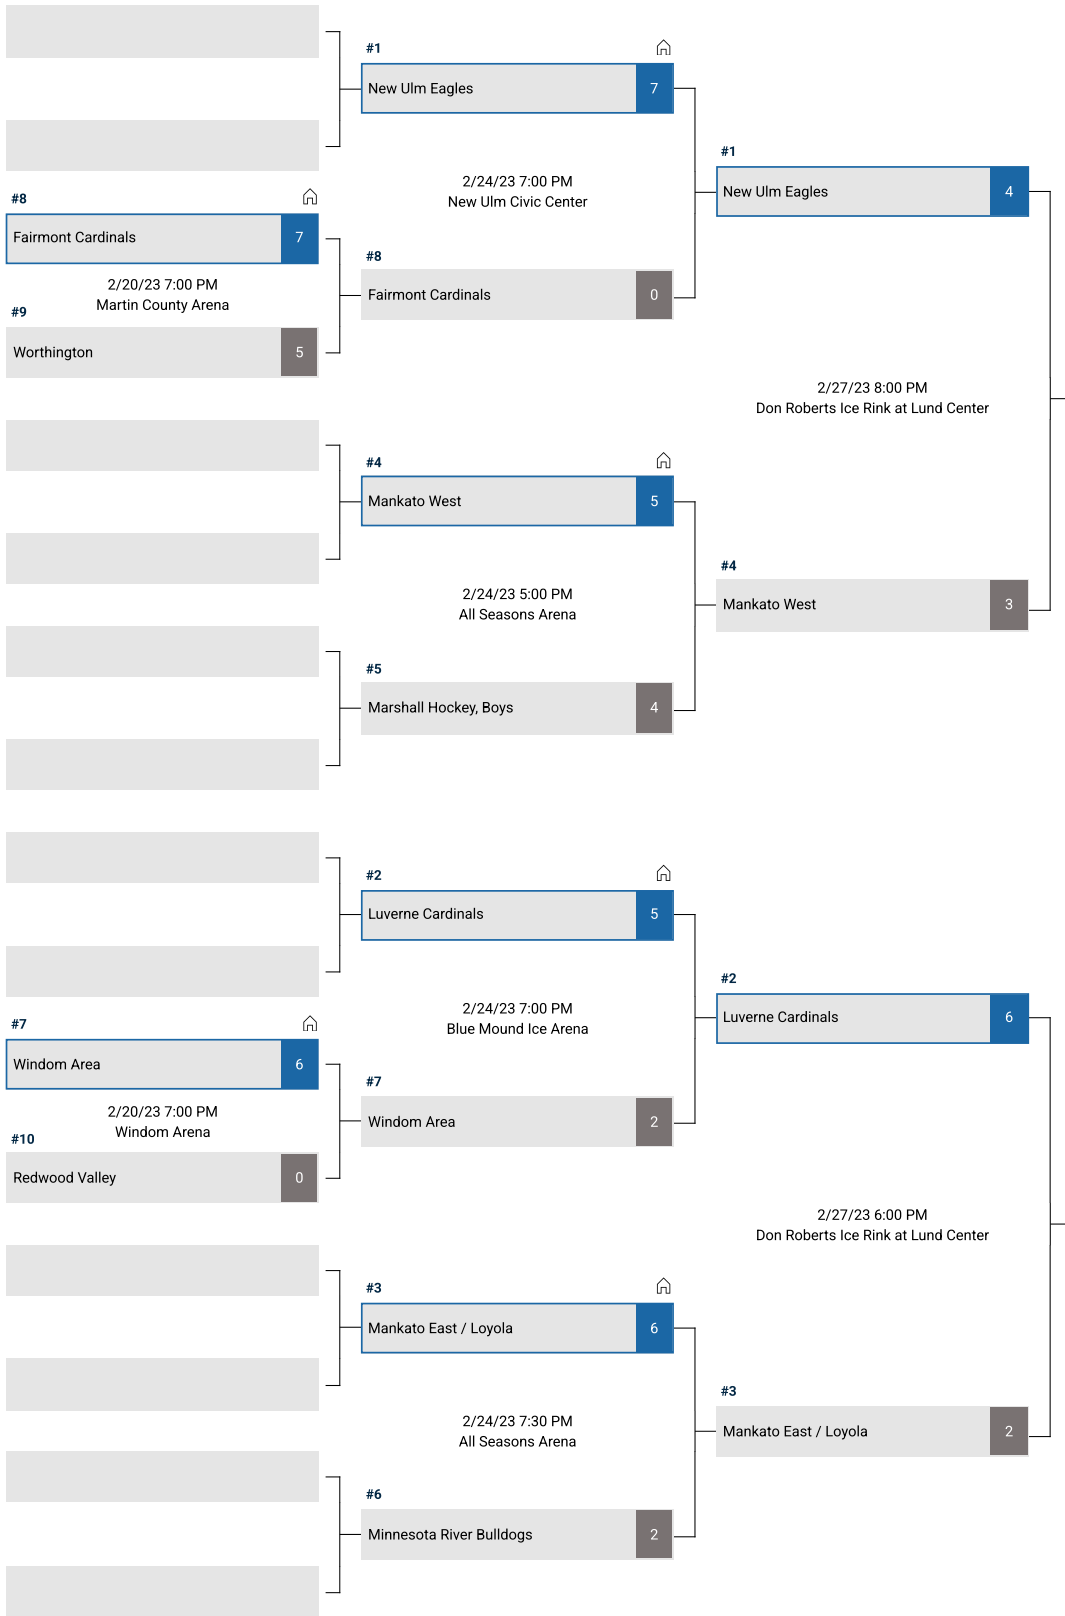 #1
New Ulm Eagles 7
2/24/23 7:00 PM
New Ulm Civic Center
#8
Fairmont Cardinals 0
#8
Fairmont Cardinals 7
2/20/23 7:00 PM
Martin County Arena
#9
Worthington 5
#1
New Ulm Eagles 4
2/27/23 8:00 PM
Don Roberts Ice Rink at Lund Center
#4
Mankato West 3
#4
Mankato West 5
2/24/23 5:00 PM
All Seasons Arena
#5
Marshall Hockey, Boys 4
#2
Luverne Cardinals 5
2/24/23 7:00 PM
Blue Mound Ice Arena
#7
Windom Area 2
#7
Windom Area 6
2/20/23 7:00 PM
Windom Arena
#10
Redwood Valley 0
#2
Luverne Cardinals 6
2/27/23 6:00 PM
Don Roberts Ice Rink at Lund Center
#3
Mankato East / Loyola 2
#3
Mankato East / Loyola 6
2/24/23 7:30 PM
All Seasons Arena
#6
Minnesota River Bulldogs 2